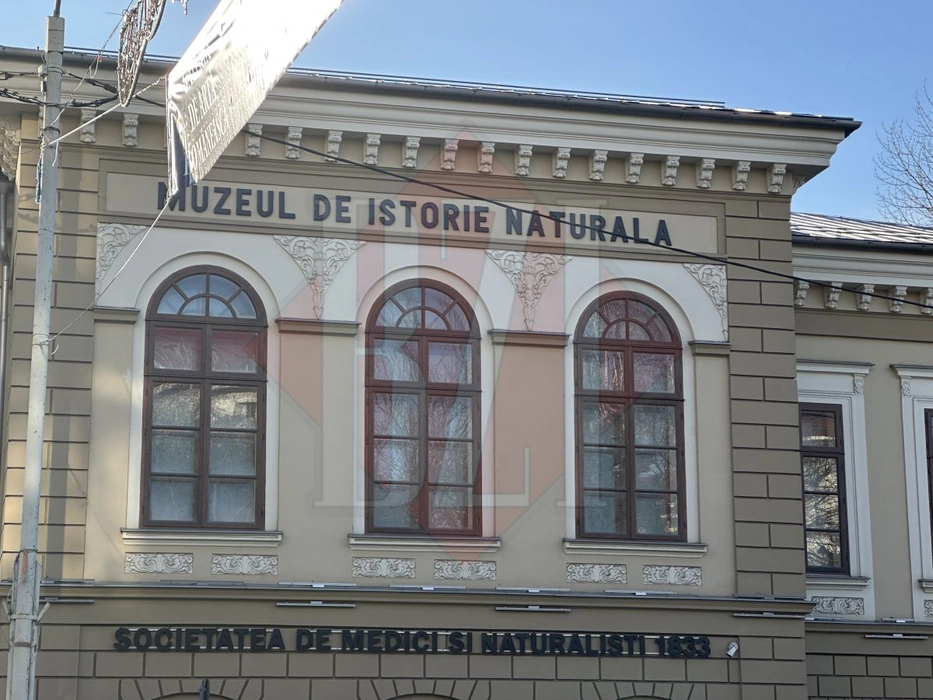 MUZEUL DE ISTORIE NATURALA
SOCIETATEA DE MEDICI SI NATURALISTI 1833